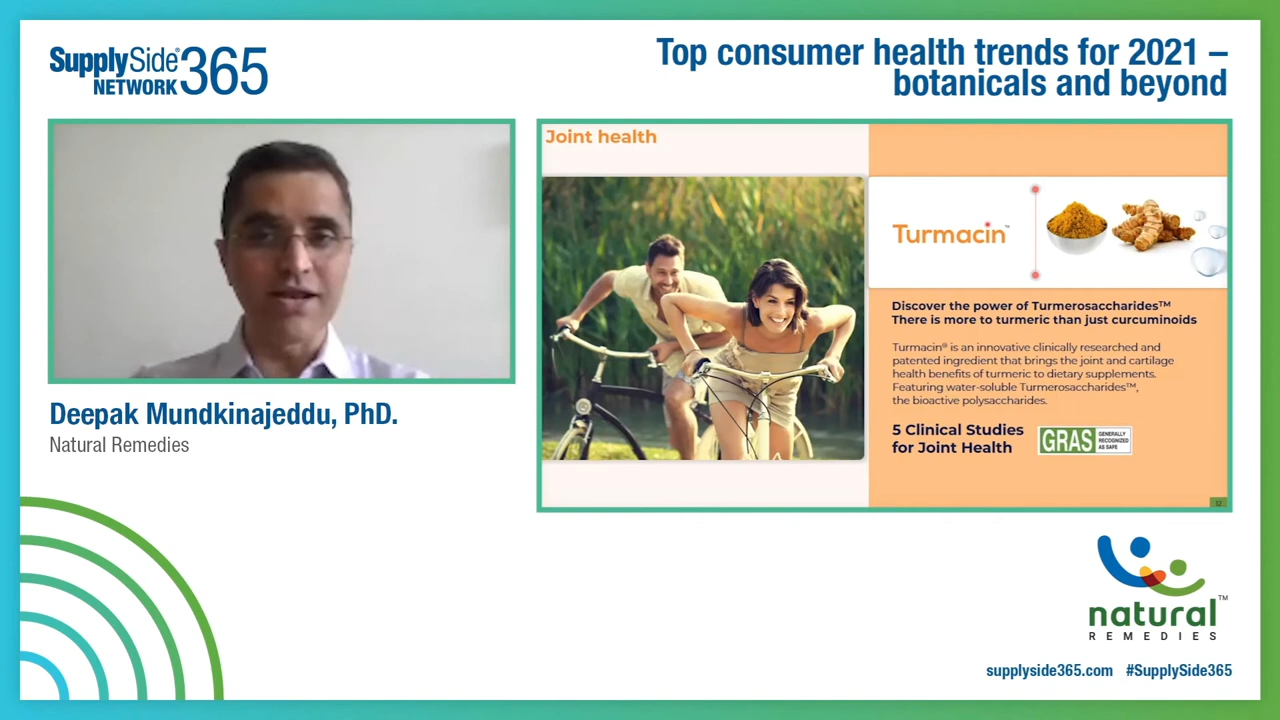 SupplySide® 365
NETWORK
Top consumer health trends for 2021 –
botanicals and beyond
Joint health
Turmacin™
Discover the power of Turmerosaccharides™
There is more to turmeric than just curcuminoids
Turmacin® is an innovative clinically researched and
patented ingredient that brings the joint and cartilage
health benefits of turmeric to dietary supplements.
Featuring water-soluble Turmerosaccharides™,
the bioactive polysaccharides.
5 Clinical Studies
for Joint Health
GRAS
GENERALLY
RECOGNIZED
AS SAFE
Deepak Mundkinajeddu, PhD.
Natural Remedies
natural™
REMEDIES
supplyside365.com #SupplySide365